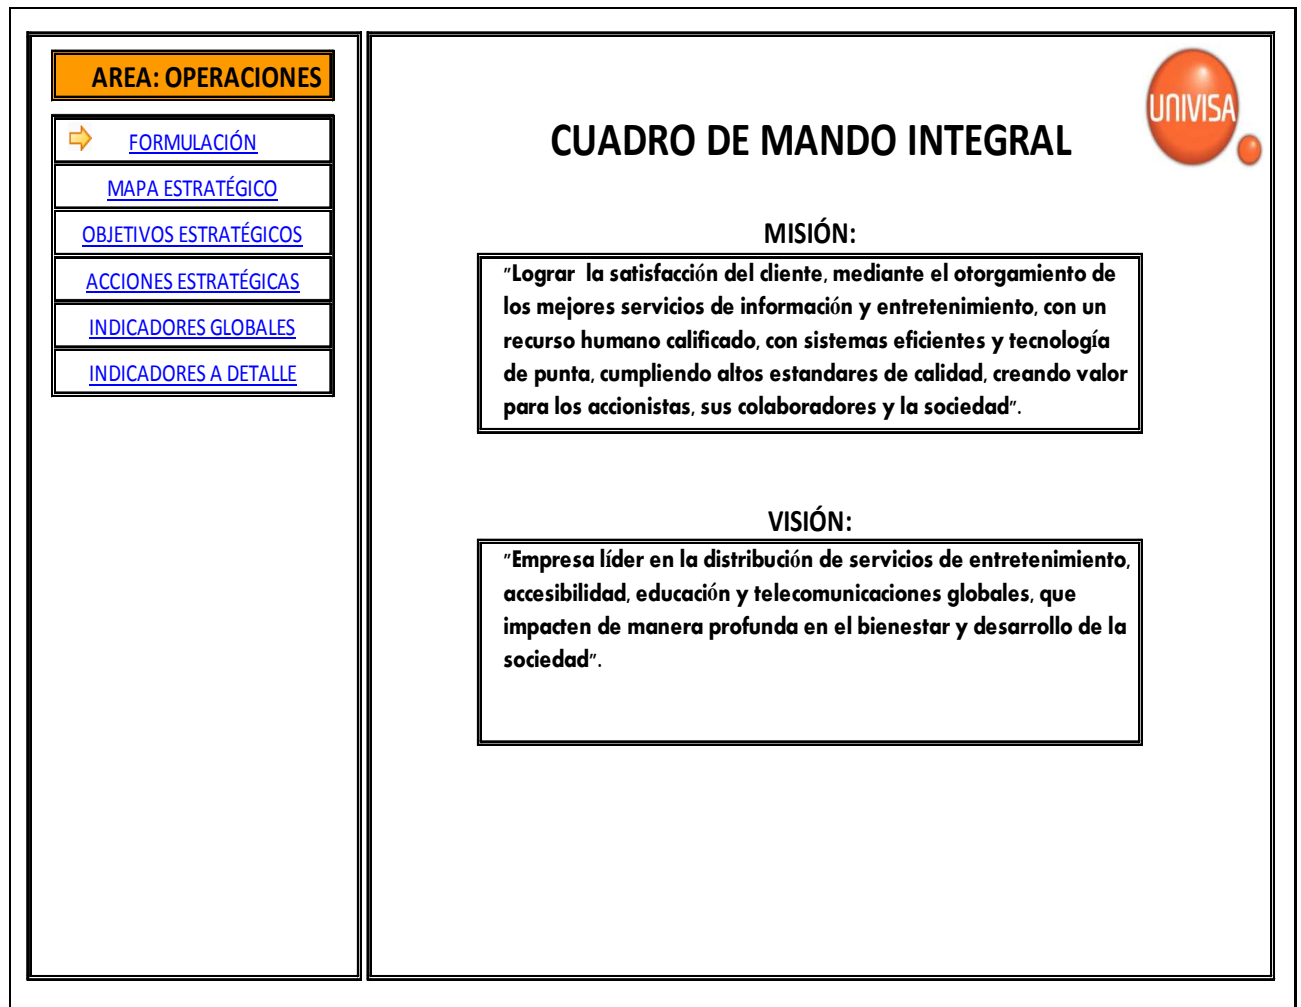 AREA: OPERACIONES
FORMULACIÓN
MAPA ESTRATÉGICO
OBJETIVOS ESTRATÉGICOS
ACCIONES ESTRATÉGICAS
INDICADORES GLOBALES
INDICADORES A DETALLE
UNIVISA
CUADRO DE MANDO INTEGRAL
MISIÓN:
"Lograr la satisfacción del cliente, mediante el otorgamiento de
los mejores servicios de información y entretenimiento, con un
recurso humano calificado, con sistemas eficientes y tecnología
de punta, cumpliendo altos estandares de calidad, creando valor
para los accionistas, sus colaboradores y la sociedad".
VISIÓN:
"Empresa líder en la distribución de servicios de entretenimiento,
accesibilidad, educación y telecomunicaciones globales, que
impacten de manera profunda en el bienestar y desarrollo de la
sociedad".